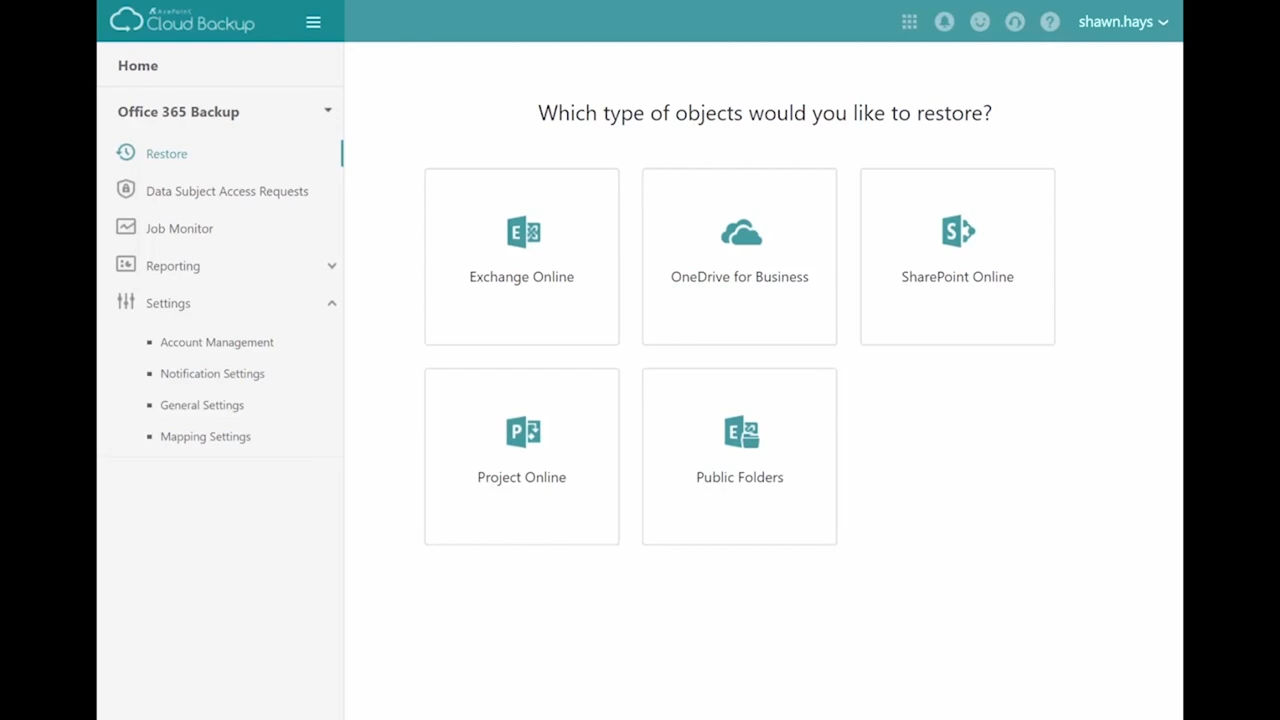 AvePoint
Cloud Backup
shawn.hays
Home
Office 365 Backup
Restore
Data Subject Access Requests
Job Monitor
Reporting
Settings
Account Management
Notification Settings
General Settings
Mapping Settings
Which type of objects would you like to restore?
Exchange Online
OneDrive for Business
SharePoint Online
Project Online
Public Folders